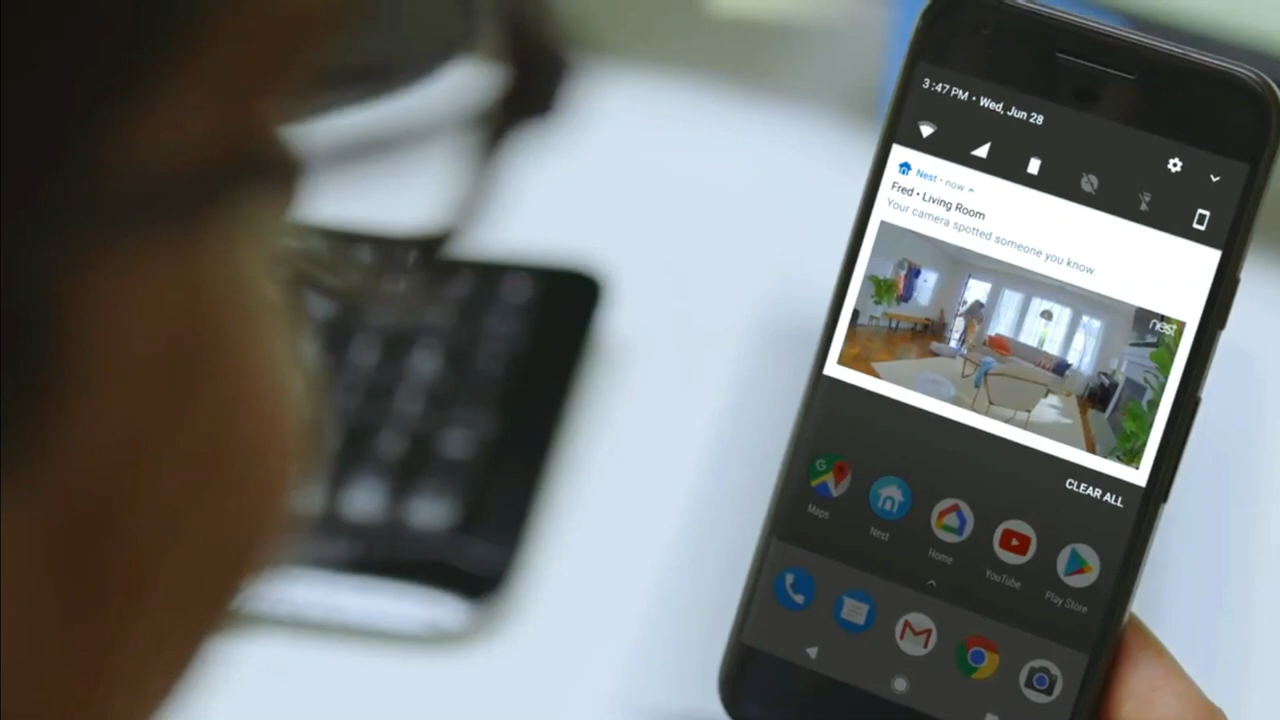 3:47 PM • Wed, Jun 28
Nest • now
Fred • Living Room
Your camera spotted someone you know.
nest
CLEAR ALL
Maps
Nest
Home
YouTube
Play Store